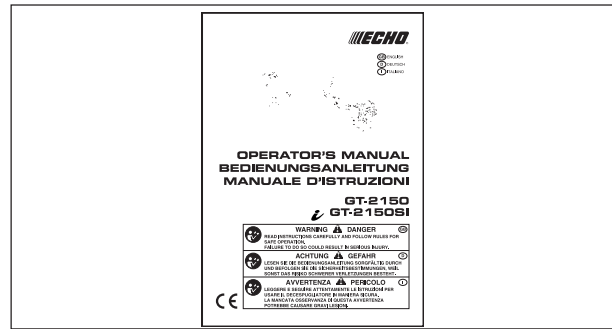 ECHO
GB ENGLISH
D DEUTSCH
I ITALIANO
OPERATOR'S MANUAL
BEDIENUNGSANLEITUNG
MANUALE D'ISTRUZIONI
GT-2150
i GT-2150SI
WARNING DANGER GB
READ INSTRUCTIONS CAREFULLY AND FOLLOW RULES FOR
SAFE OPERATION.
FAILURE TO DO SO COULD RESULT IN SERIOUS INJURY.
ACHTUNG GEFAHR D
LESEN SIE DIE BEDIENUNGSANLEITUNG SORGFÄLTIG DURCH
UND BEFOLGEN SIE DIE SICHERHEITSBESTIMMUNGEN, WEIL
SONST DAS RISIKO SCHWERER VERLETZUNGEN BESTEHT.
AVVERTENZA PERICOLO I
LEGGERE E SEGUIRE ATTENTAMENTE LE ISTRUZIONI PER
USARE IL DECESPUGLIATORE IN MANIERA SICURA.
LA MANCATA OSSERVANZA DI QUESTA AVVERTENZA
POTREBBE CAUSARE GRAVI LESIONI.
CE